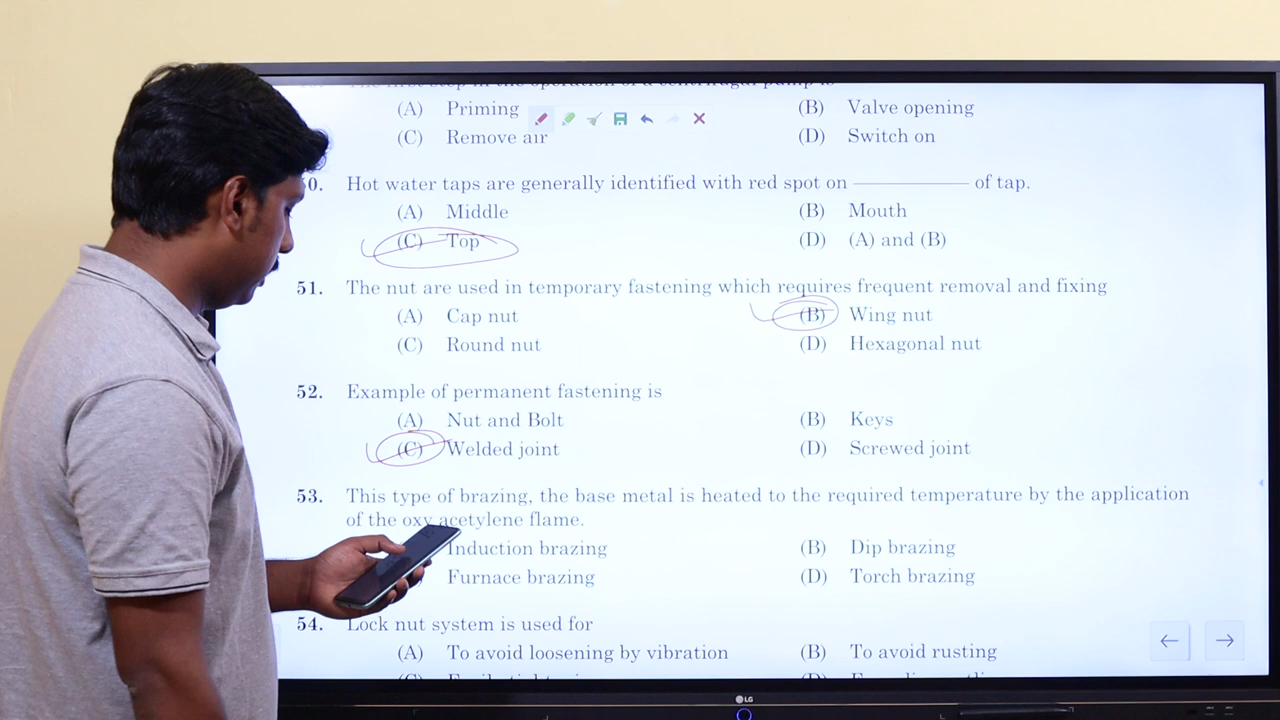 (A) Priming (B) Valve opening
(C) Remove air (D) Switch on
Hot water taps are generally identified with red spot on ———— of tap.
(A) Middle (B) Mouth
(C) Top (D) (A) and (B)
51. The nut are used in temporary fastening which requires frequent removal and fixing
(A) Cap nut (B) Wing nut
(C) Round nut (D) Hexagonal nut
52. Example of permanent fastening is
(A) Nut and Bolt (B) Keys
(C) Welded joint (D) Screwed joint
53. This type of brazing, the base metal is heated to the required temperature by the application
of the oxy acetylene flame.
Induction brazing (B) Dip brazing
Furnace brazing (D) Torch brazing
54. Lock nut system is used for
(A) To avoid loosening by vibration (B) To avoid rusting
LG